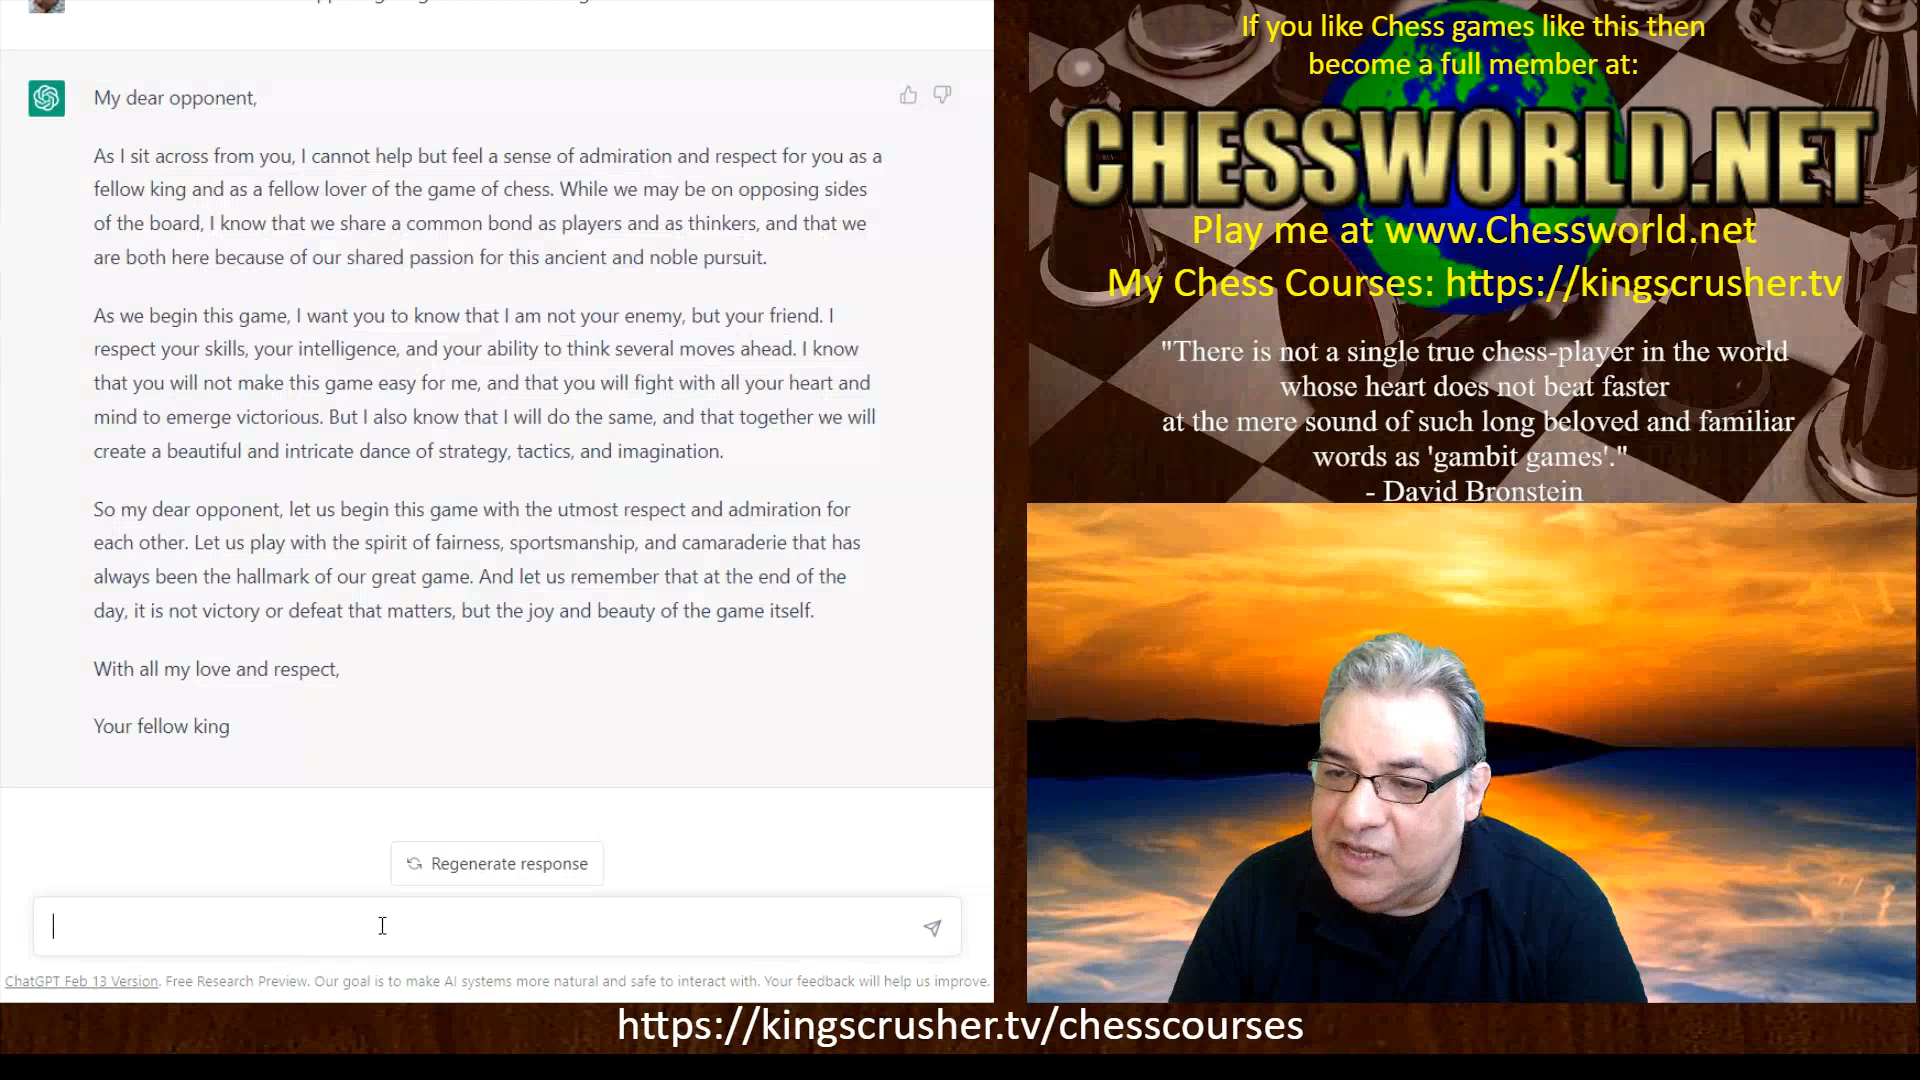 My dear opponent,
As I sit across from you, I cannot help but feel a sense of admiration and respect for you as a
fellow king and as a fellow lover of the game of chess. While we may be on opposing sides
of the board, I know that we share a common bond as players and as thinkers, and that we
are both here because of our shared passion for this ancient and noble pursuit.
As we begin this game, I want you to know that I am not your enemy, but your friend. I
respect your skills, your intelligence, and your ability to think several moves ahead. I know
that you will not make this game easy for me, and that you will fight with all your heart and
mind to emerge victorious. But I also know that I will do the same, and that together we will
create a beautiful and intricate dance of strategy, tactics, and imagination.
So my dear opponent, let us begin this game with the utmost respect and admiration for
each other. Let us play with the spirit of fairness, sportsmanship, and camaraderie that has
always been the hallmark of our great game. And let us remember that at the end of the
day, it is not victory or defeat that matters, but the joy and beauty of the game itself.
With all my love and respect,
Your fellow king
Regenerate response
ChatGPT Feb 13 Version. Free Research Preview. Our goal is to make AI systems more natural and safe to interact with. Your feedback will help us improve.
If you like Chess games like this then
become a full member at:
CHESSWORLD.NET
Play me at www.Chessworld.net
My Chess Courses: https://kingscrusher.tv
"There is not a single true chess-player in the world
whose heart does not beat faster
at the mere sound of such long beloved and familiar
words as 'gambit games'."
- David Bronstein
https://kingscrusher.tv/chesscourses